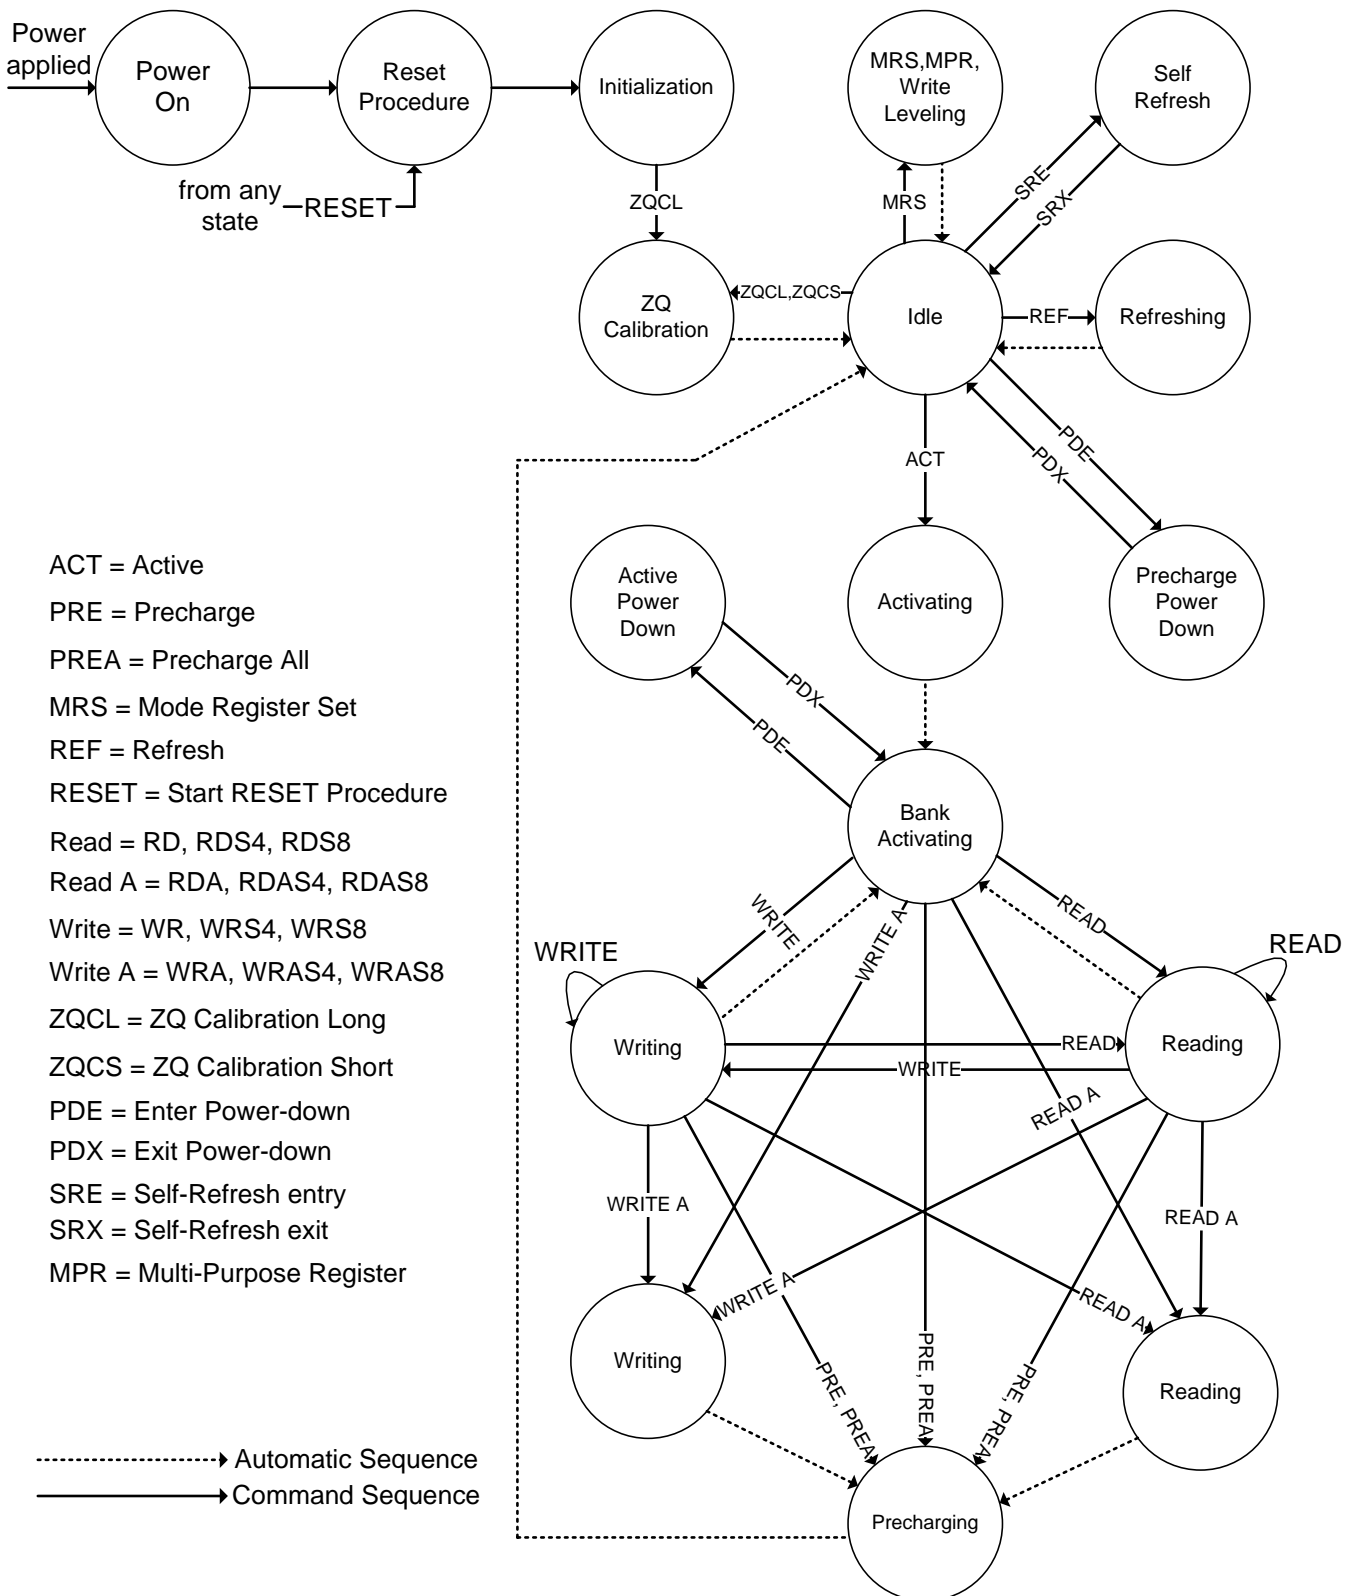 Power
applied
Power
On
Reset
Procedure
Initialization
MRS,MPR,
Write
Leveling
Self
Refresh
from any
state
RESET
ZQCL
MRS
SRE
SRX
ZQ
Calibration
ZQCL,ZQCS
Idle
REF
Refreshing
ACT
PDE
PDX
Active
Power
Down
Activating
Precharge
Power
Down
PDX
PDE
Bank
Activating
WRITE
WRITE A
READ
WRITE
READ
Writing
READ
WRITE
Reading
READ A
WRITE A
READ A
WRITE A
READ A
Writing
PRE, PREA
PRE, PREA
PRE, PREA
Reading
Precharging
ACT = Active
PRE = Precharge
PREA = Precharge All
MRS = Mode Register Set
REF = Refresh
RESET = Start RESET Procedure
Read = RD, RDS4, RDS8
Read A = RDA, RDAS4, RDAS8
Write = WR, WRS4, WRS8
Write A = WRA, WRAS4, WRAS8
ZQCL = ZQ Calibration Long
ZQCS = ZQ Calibration Short
PDE = Enter Power-down
PDX = Exit Power-down
SRE = Self-Refresh entry
SRX = Self-Refresh exit
MPR = Multi-Purpose Register
Automatic Sequence
Command Sequence